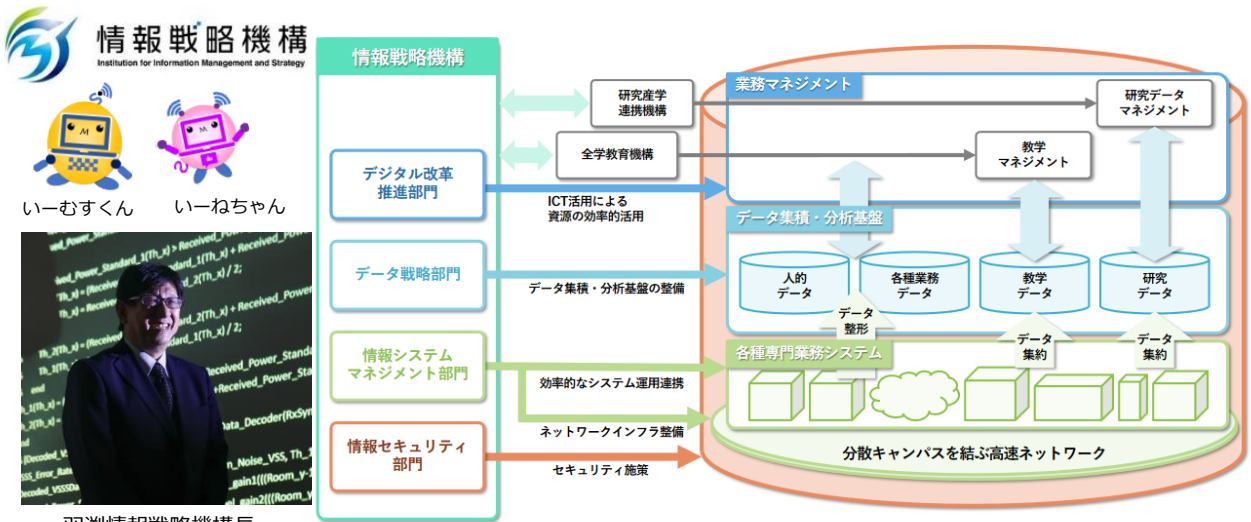 情報戦略機構
Institution for Information Management and Strategy
M
M
いーむすくん
いーねちゃん
情報戦略機構
デジタル改革
推進部門
データ戦略部門
情報システム
マネジメント部門
情報セキュリティ
部門
研究産学
連携機構
全学教育機構
ICT活用による
資源の効率的活用
データ集積・分析基盤の整備
効率的なシステム運用連携
ネットワークインフラ整備
セキュリティ施策
業務マネジメント
研究データ
マネジメント
教学
マネジメント
データ集積・分析基盤
人的
データ
各種業務
データ
教学
データ
研究
データ
データ
整形
データ
集約
データ
集約
各種専門業務システム
分散キャンパスを結ぶ高速ネットワーク